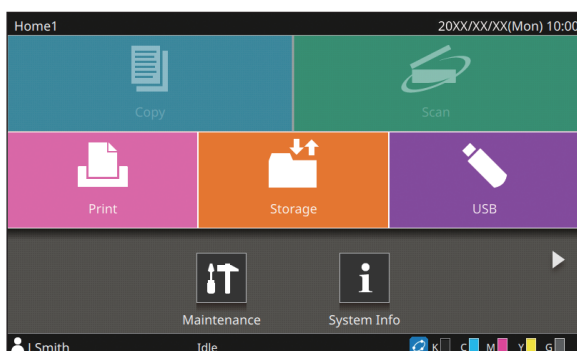 Home1 20XX/XX/XX(Mon) 10:00
Copy Scan
Print Storage USB
Maintenance System Info
J.Smith Idle K C M Y G